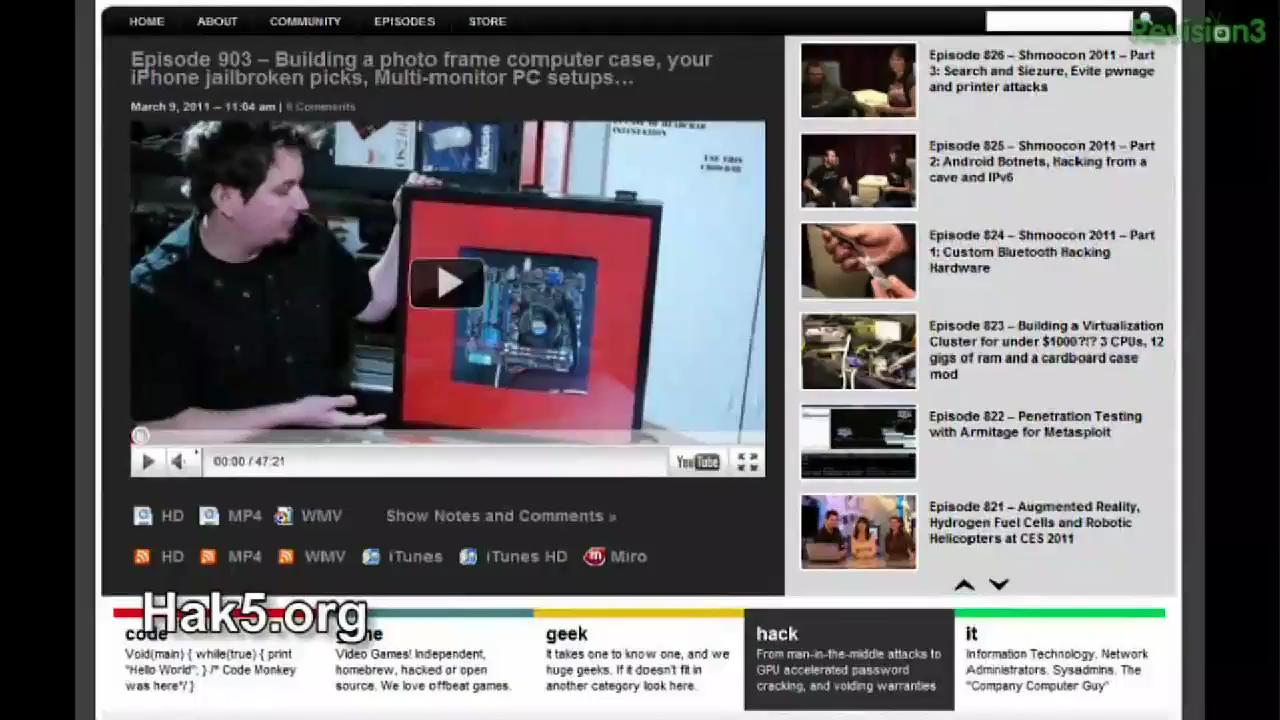 HOME ABOUT COMMUNITY EPISODES STORE
Revision3
Episode 903 – Building a photo frame computer case, your
iPhone jailbroken picks, Multi-monitor PC setups...
March 9, 2011 – 11:04 am | 6 Comments
INFESTATION
USE THIS
CROWBAR
00:00 / 47:21
YouTube
HD MP4 WMV Show Notes and Comments »
HD MP4 WMV iTunes iTunes HD Miro
Episode 826 – Shmoocon 2011 – Part
3: Search and Siezure, Evite pwnage
and printer attacks
Episode 825 – Shmoocon 2011 – Part
2: Android Botnets, Hacking from a
cave and IPv6
Episode 824 – Shmoocon 2011 – Part
1: Custom Bluetooth Hacking
Hardware
Episode 823 – Building a Virtualization
Cluster for under $1000?!? 3 CPUs, 12
gigs of ram and a cardboard case
mod
Episode 822 – Penetration Testing
with Armitage for Metasploit
Episode 821 – Augmented Reality,
Hydrogen Fuel Cells and Robotic
Helicopters at CES 2011
Hak5.org
code
Void(main) { while(true) { print
"Hello World"; } /* Code Monkey
was here*/ }
Video Games! Independent,
homebrew, hacked or open
source. We love offbeat games.
geek
It takes one to know one, and we
huge geeks. If it doesn't fit in
another category look here.
hack
From man-in-the-middle attacks to
GPU accelerated password
cracking, and voiding warranties
it
Information Technology, Network
Administrators, Sysadmins. The
"Company Computer Guy"